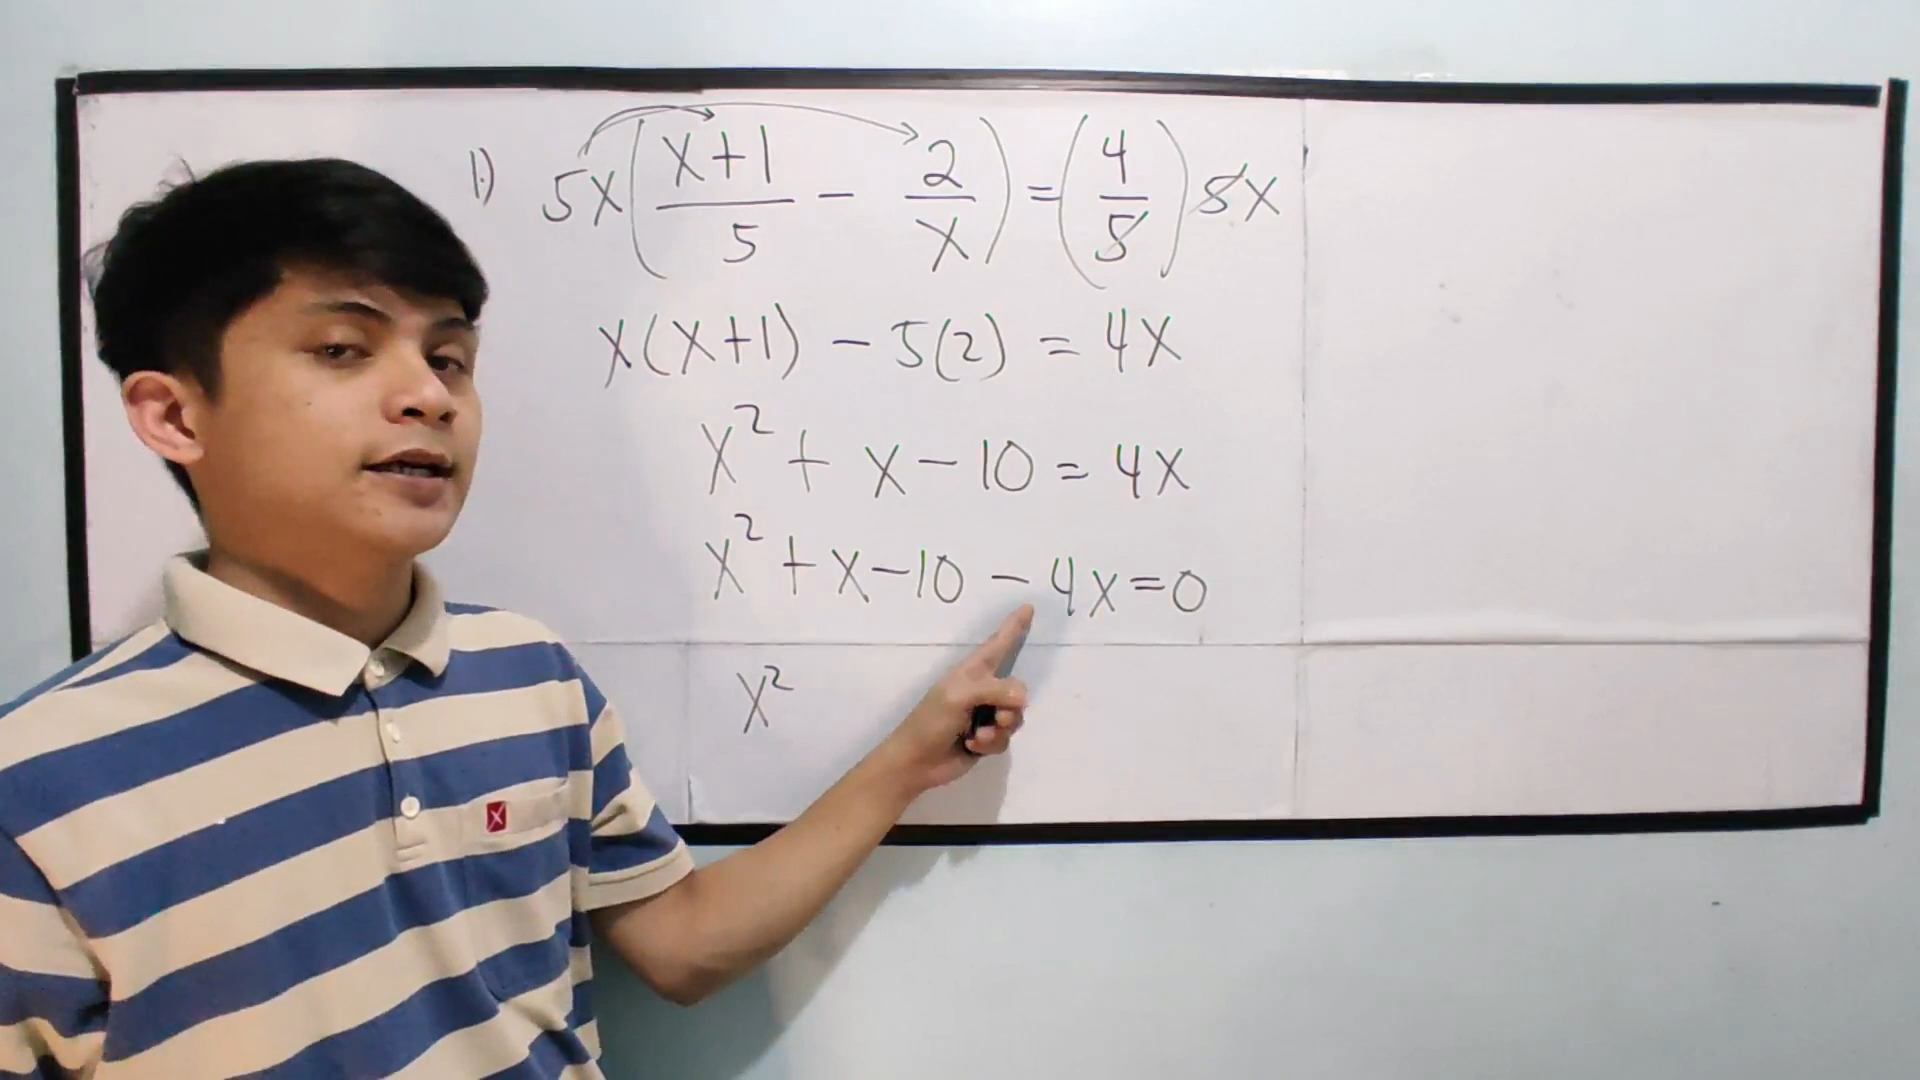 1.) 5x((x+1)/5 - 2/x) = (4/5)5x
x(x+1) - 5(2) = 4x
x² + x - 10 = 4x
x² + x - 10 - 4x = 0
x²